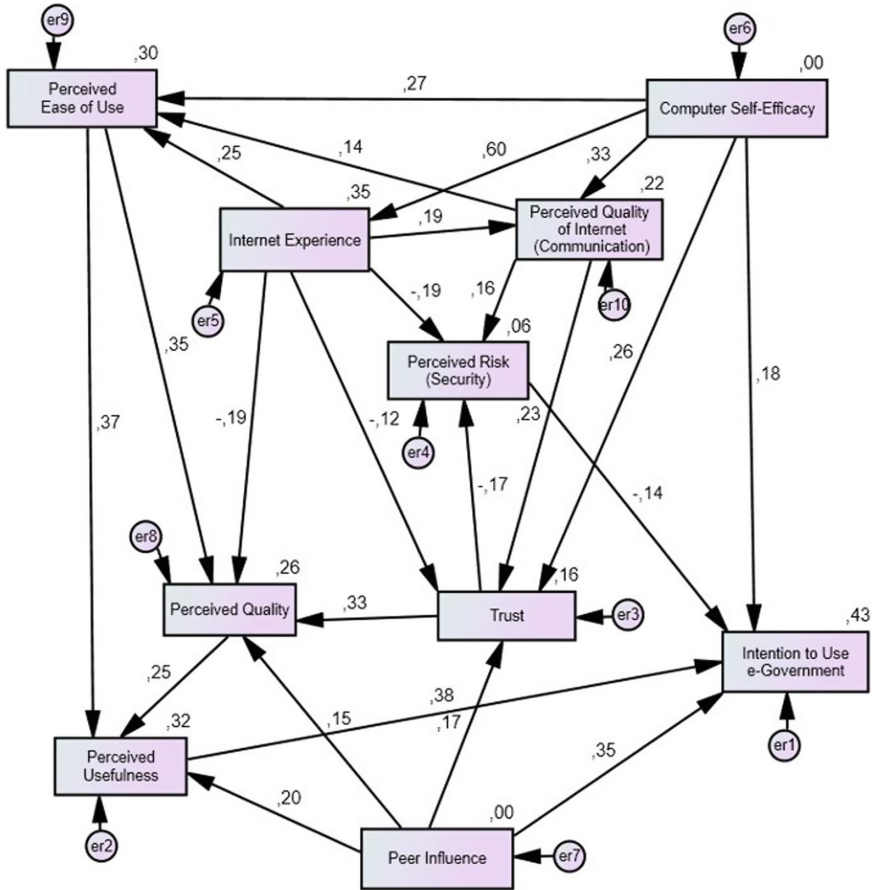 er9
er6
,30
,00
Perceived
Ease of Use
,27
Computer Self-Efficacy
,25
,14
,60
,33
,35
,22
Internet Experience
,19
Perceived Quality
of Internet
(Communication)
er5
-,19
,16
er10
,06
,35
Perceived Risk
(Security)
,26
,18
,37
-,19
-,12
,23
er4
-,17
-,14
er8
,26
,16
Perceived Quality
,33
Trust
er3
,43
Intention to Use
e-Government
,25
,38
,32
,15
,17
Perceived
Usefulness
,35
er1
,20
,00
er2
Peer Influence
er7